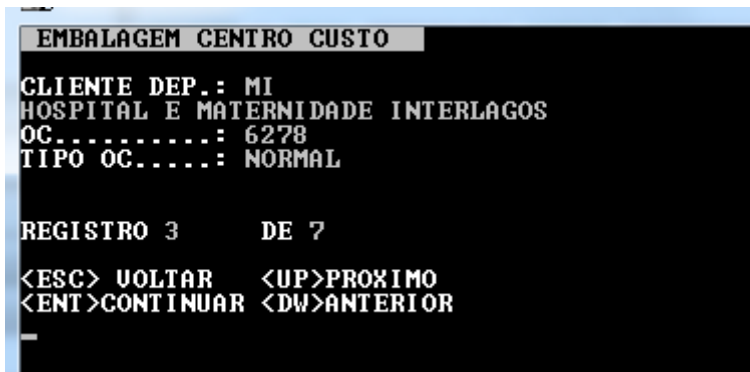 EMBALAGEM CENTRO CUSTO
CLIENTE DEP.: MI
HOSPITAL E MATERNIDADE INTERLAGOS
OC..........: 6278
TIPO OC.....: NORMAL
REGISTRO 3 DE 7
<ESC> VOLTAR <UP>PROXIMO
<ENT>CONTINUAR <DW>ANTERIOR